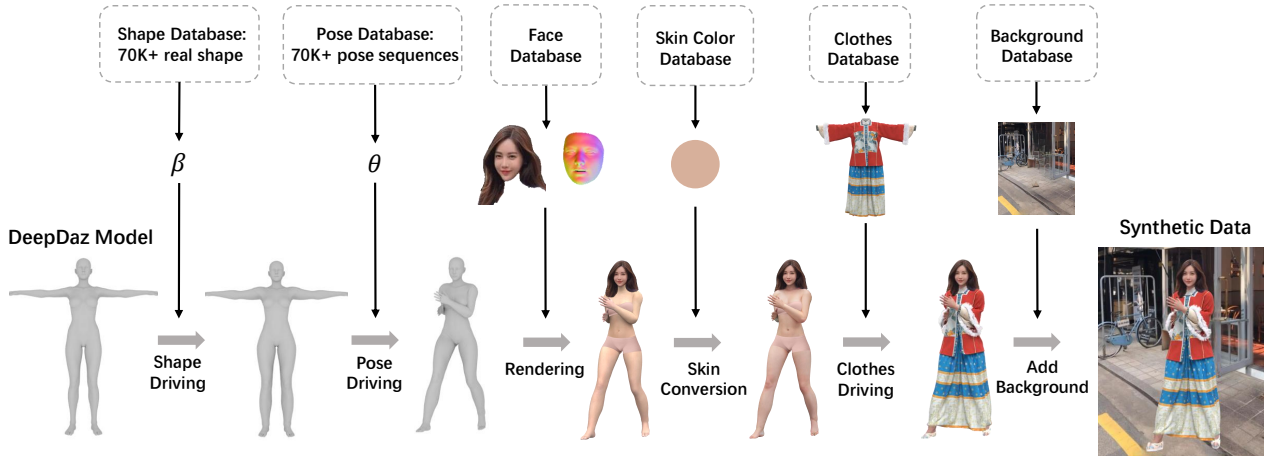 Shape Database:
70K+ real shape
Pose Database:
70K+ pose sequences
Face
Database
Skin Color
Database
Clothes
Database
Background
Database
β
θ
DeepDaz Model
Synthetic Data
Shape
Driving
Pose
Driving
Rendering
Skin
Conversion
Clothes
Driving
Add
Background